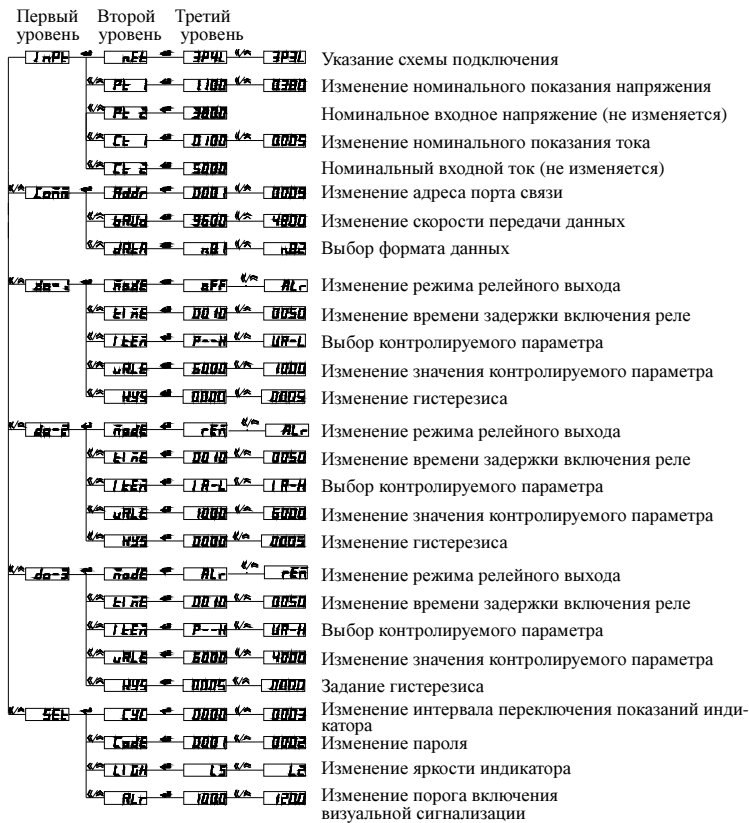 Первый Второй Третий
уровень уровень уровень
InPt nEt 3P4L 3P3L Указание схемы подключения
Pt 1 1100 0380 Изменение номинального показания напряжения
Pt 2 3800 Номинальное входное напряжение (не изменяется)
Ct 1 0100 0005 Изменение номинального показания тока
Ct 2 5000 Номинальный входной ток (не изменяется)
Addr 0001 0009 Изменение адреса порта связи
bAUd 9600 4800 Изменение скорости передачи данных
dAtA Выбор формата данных
modE oFF ALr Изменение режима релейного выхода
tImE 0010 0050 Изменение времени задержки включения реле
ItEm P--H UA-L Выбор контролируемого параметра
vALE 6000 1000 Изменение значения контролируемого параметра
HYS 0000 0005 Изменение гистерезиса
do-2 modE rEm ALr Изменение режима релейного выхода
tImE 0010 0050 Изменение времени задержки включения реле
ItEm IA-L IA-H Выбор контролируемого параметра
vALE 1000 6000 Изменение значения контролируемого параметра
HYS 0000 0005 Изменение гистерезиса
do-3 modE ALr rEm Изменение режима релейного выхода
tImE 0010 0050 Изменение времени задержки включения реле
ItEm P--H UA-H Выбор контролируемого параметра
vALE 6000 4000 Изменение значения контролируемого параметра
HYS 0005 0000 Задание гистерезиса
SEt CYC 0000 0003 Изменение интервала переключения показаний инди-
катора
CodE 0001 0002 Изменение пароля
LIGH L5 L2 Изменение яркости индикатора
ALr 1000 1200 Изменение порога включения
визуальной сигнализации